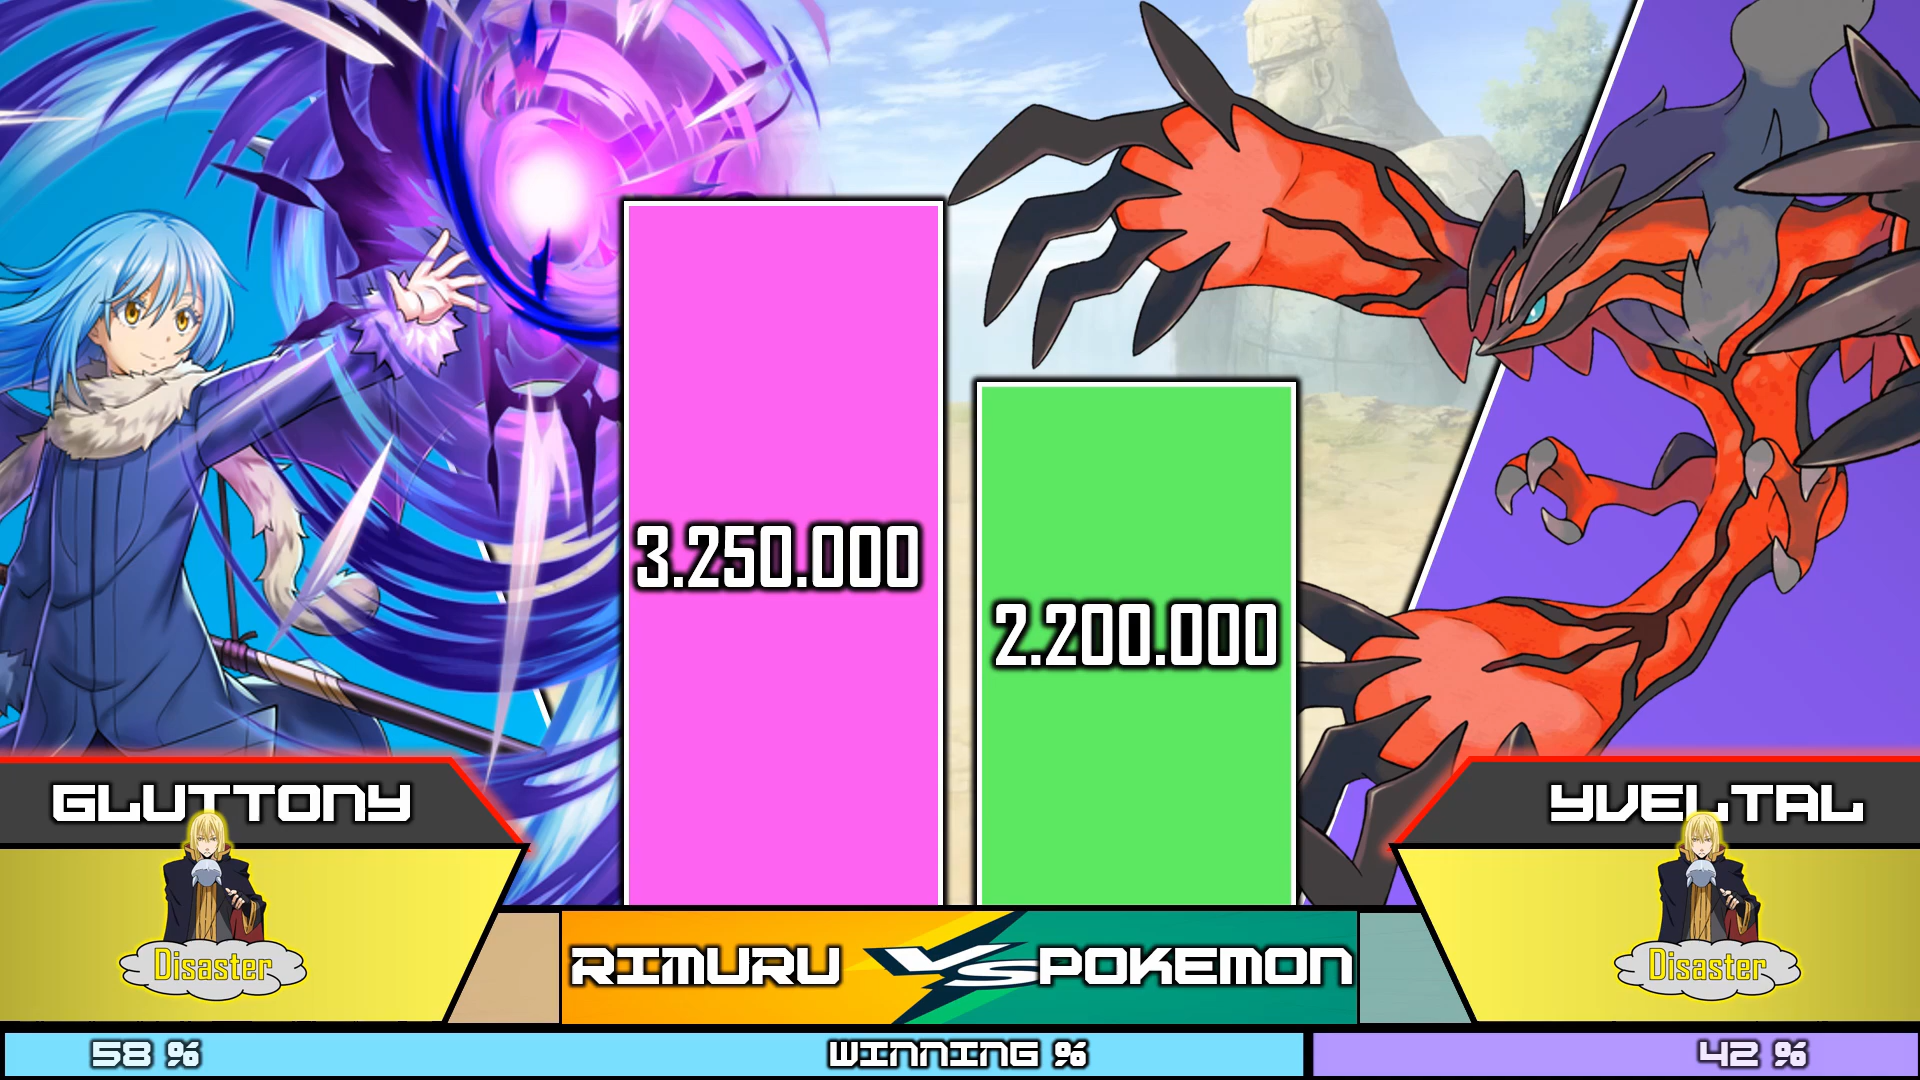 3.250.000
2.200.000
GLUTTONY
YVELTAL
Disaster
Disaster
RIMURU VS POKEMON
58 %
WINNING %
42 %